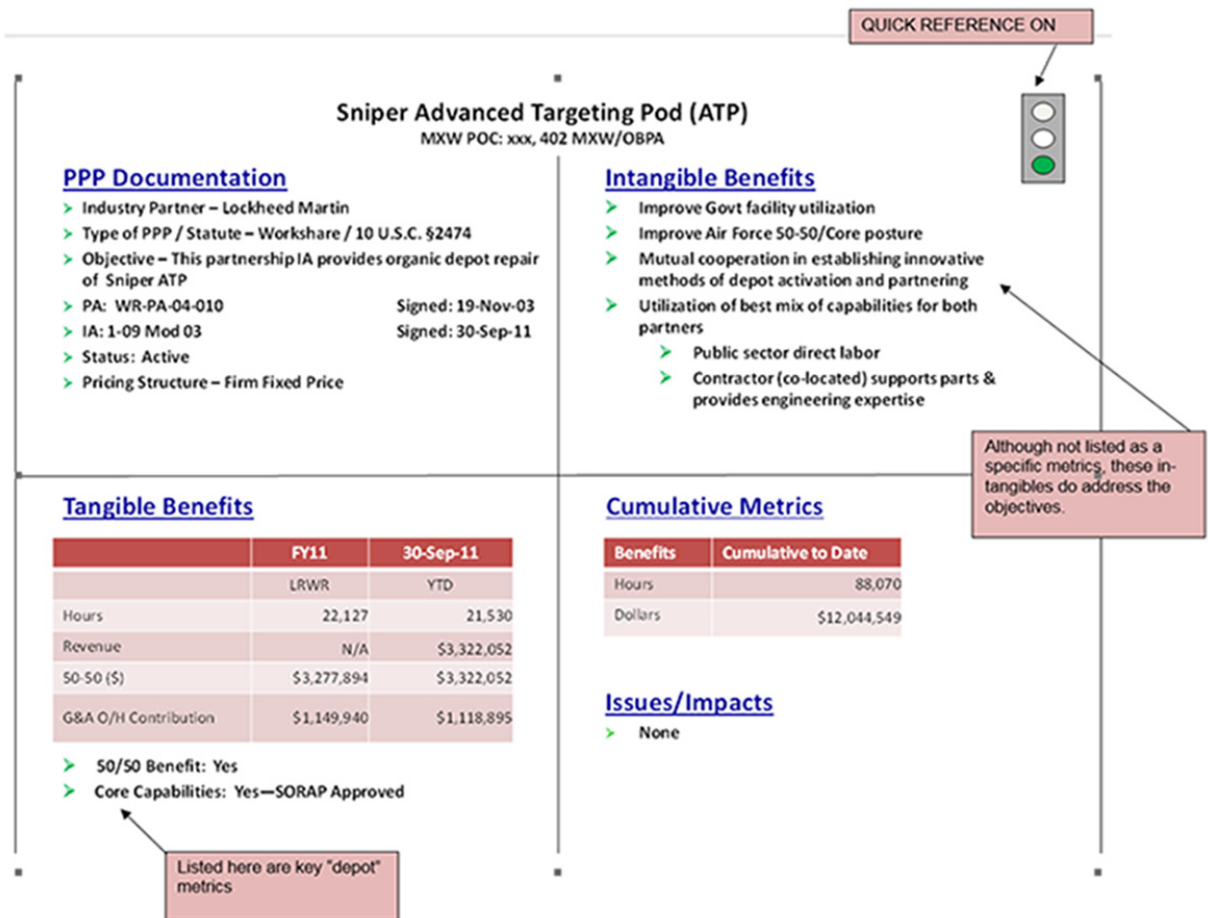 QUICK REFERENCE ON
Sniper Advanced Targeting Pod (ATP)
MXW POC: xxx, 402 MXW/OBPA
PPP Documentation
Industry Partner – Lockheed Martin
Type of PPP / Statute – Workshare / 10 U.S.C. §2474
Objective – This partnership IA provides organic depot repair
of Sniper ATP
PA: WR-PA-04-010 Signed: 19-Nov-03
IA: 1-09 Mod 03 Signed: 30-Sep-11
Status: Active
Pricing Structure – Firm Fixed Price
Intangible Benefits
Improve Govt facility utilization
Improve Air Force 50-50/Core posture
Mutual cooperation in establishing innovative
methods of depot activation and partnering
Utilization of best mix of capabilities for both
partners
Public sector direct labor
Contractor (co-located) supports parts &
provides engineering expertise
Although not listed as a
specific metrics, these in-
tangibles do address the
objectives.
Tangible Benefits
FY11 30-Sep-11
LRWR YTD
Hours 22,127 21,530
Revenue N/A $3,322,052
50-50 ($) $3,277,894 $3,322,052
G&A O/H Contribution $1,149,940 $1,118,895
50/50 Benefit: Yes
Core Capabilities: Yes—SORAP Approved
Listed here are key "depot"
metrics
Cumulative Metrics
Benefits Cumulative to Date
Hours 88,070
Dollars $12,044,549
Issues/Impacts
None